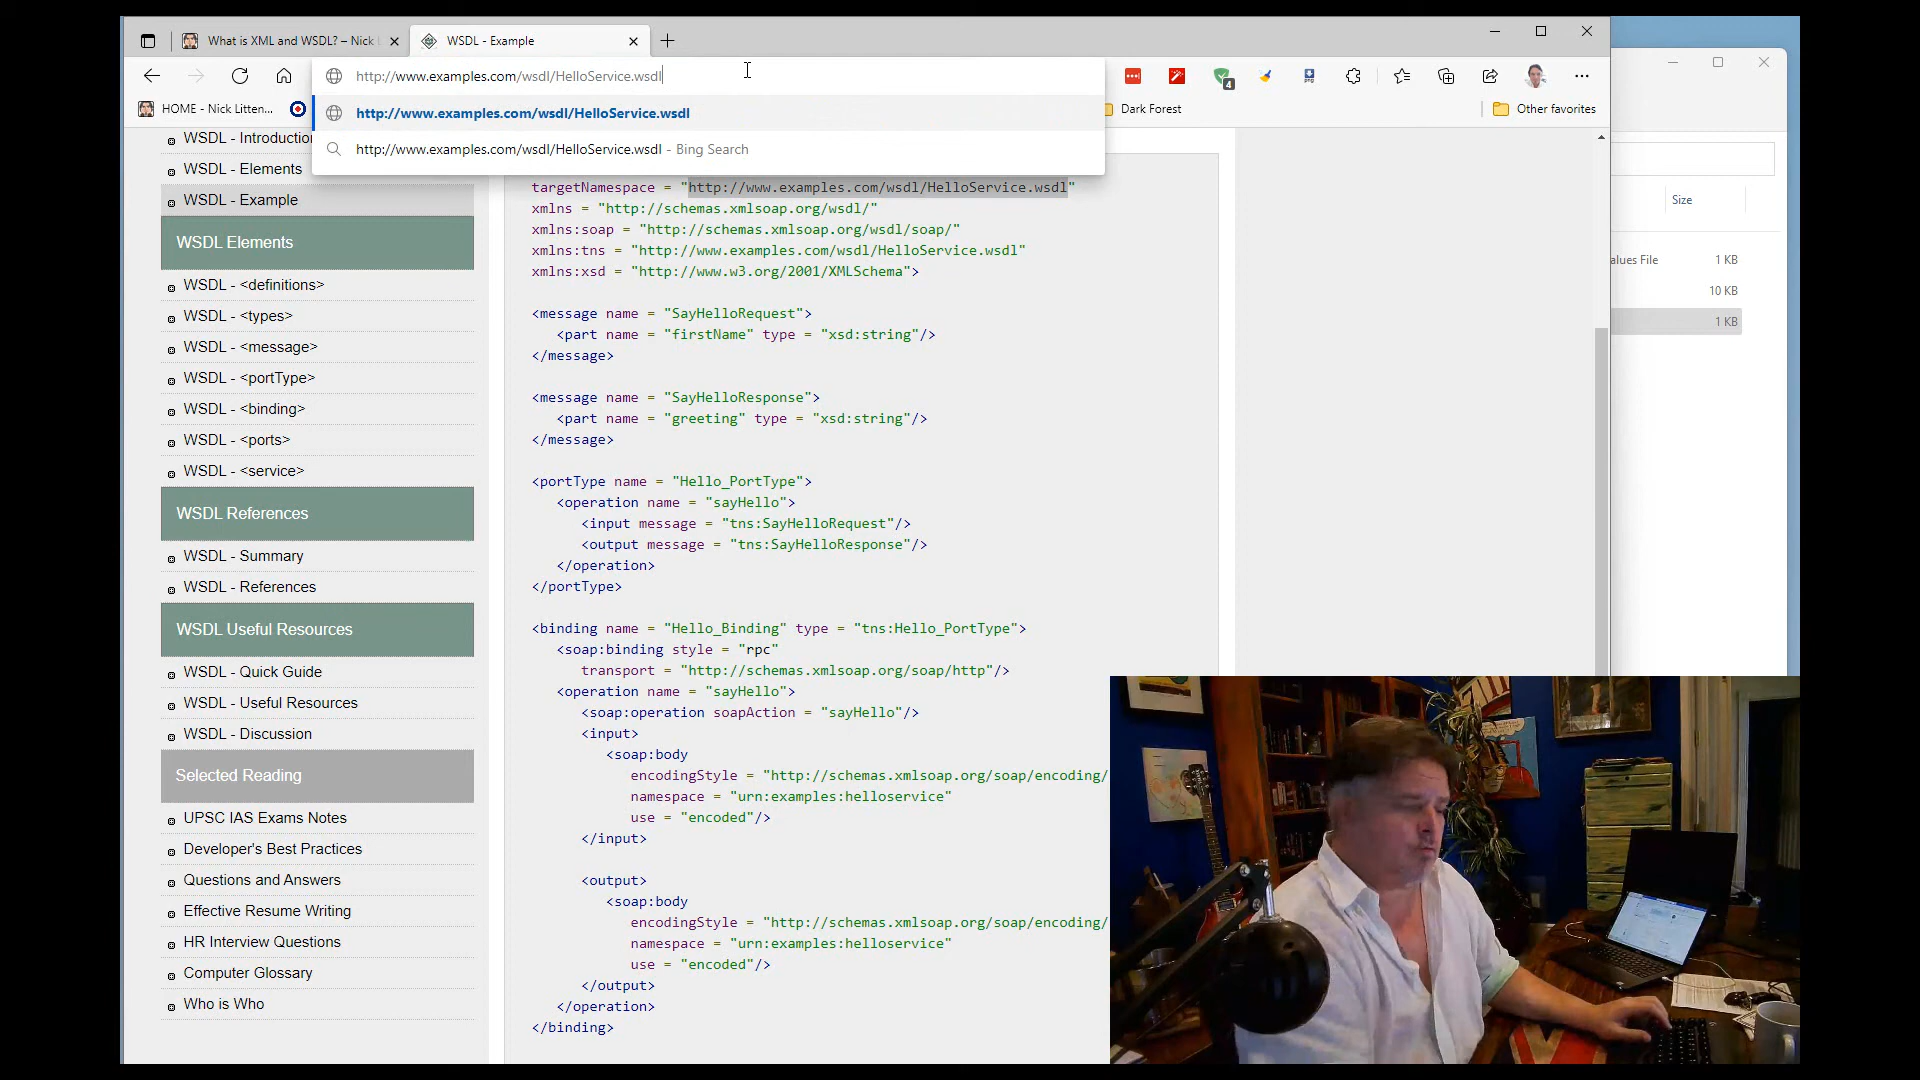 What is XML and WSDL? – Nick L
WSDL - Example
http://www.examples.com/wsdl/HelloService.wsdl
4
http://www.examples.com/wsdl/HelloService.wsdl
http://www.examples.com/wsdl/HelloService.wsdl - Bing Search
HOME - Nick Litten...
Dark Forest
Other favorites
WSDL - Introduction
WSDL - Elements
WSDL - Example
WSDL Elements
WSDL - <definitions>
WSDL - <types>
WSDL - <message>
WSDL - <portType>
WSDL - <binding>
WSDL - <ports>
WSDL - <service>
WSDL References
WSDL - Summary
WSDL - References
WSDL Useful Resources
WSDL - Quick Guide
WSDL - Useful Resources
WSDL - Discussion
Selected Reading
UPSC IAS Exams Notes
Developer's Best Practices
Questions and Answers
Effective Resume Writing
HR Interview Questions
Computer Glossary
Who is Who
targetNamespace = "http://www.examples.com/wsdl/HelloService.wsdl"
xmlns = "http://schemas.xmlsoap.org/wsdl/"
xmlns:soap = "http://schemas.xmlsoap.org/wsdl/soap/"
xmlns:tns = "http://www.examples.com/wsdl/HelloService.wsdl"
xmlns:xsd = "http://www.w3.org/2001/XMLSchema">
<message name = "SayHelloRequest">
<part name = "firstName" type = "xsd:string"/>
</message>
<message name = "SayHelloResponse">
<part name = "greeting" type = "xsd:string"/>
</message>
<portType name = "Hello_PortType">
<operation name = "sayHello">
<input message = "tns:SayHelloRequest"/>
<output message = "tns:SayHelloResponse"/>
</operation>
</portType>
<binding name = "Hello_Binding" type = "tns:Hello_PortType">
<soap:binding style = "rpc"
transport = "http://schemas.xmlsoap.org/soap/http"/>
<operation name = "sayHello">
<soap:operation soapAction = "sayHello"/>
<input>
<soap:body
encodingStyle = "http://schemas.xmlsoap.org/soap/encoding/
namespace = "urn:examples:helloservice"
use = "encoded"/>
</input>
<output>
<soap:body
encodingStyle = "http://schemas.xmlsoap.org/soap/encoding/
namespace = "urn:examples:helloservice"
use = "encoded"/>
</output>
</operation>
</binding>
Size
alues File 1 KB
10 KB
1 KB